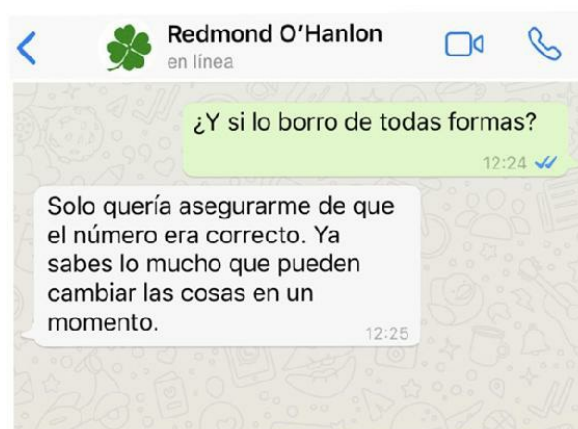 Redmond O’Hanlon
en línea
¿Y si lo borro de todas formas?
12:24
Solo quería asegurarme de que
el número era correcto. Ya
sabes lo mucho que pueden
cambiar las cosas en un
momento.
12:25